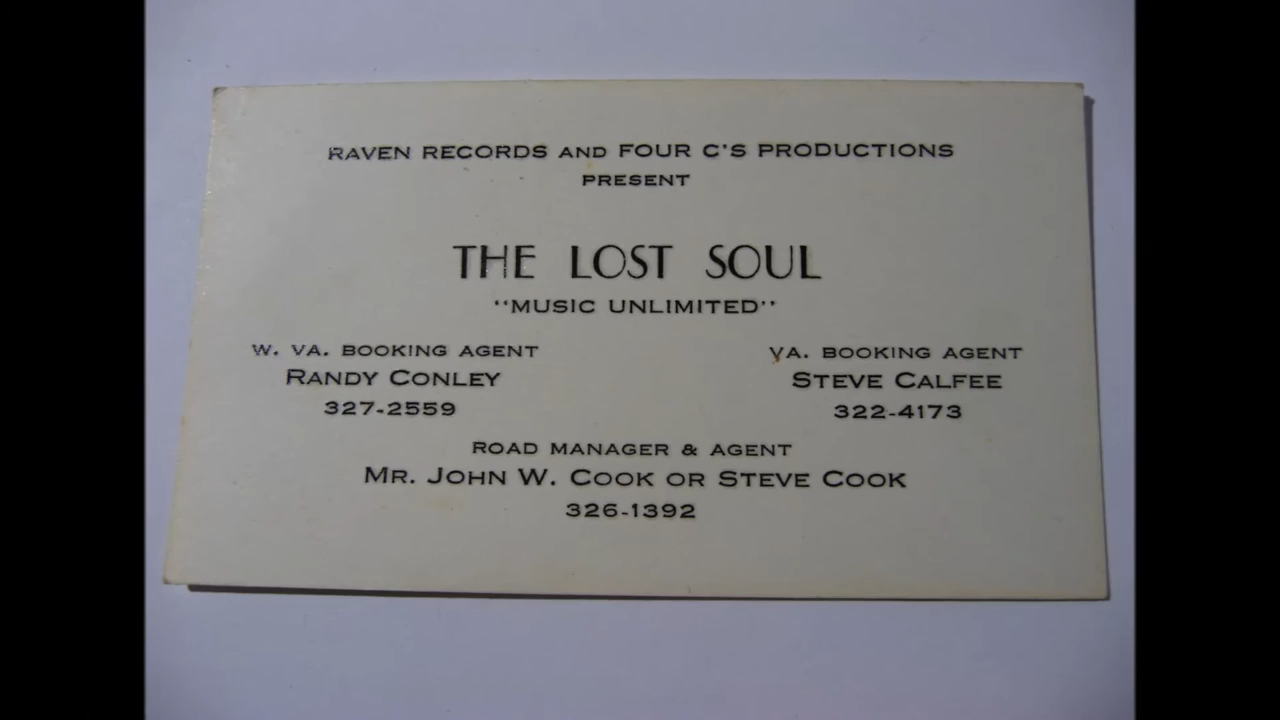 RAVEN RECORDS AND FOUR C'S PRODUCTIONS
PRESENT
THE LOST SOUL
"MUSIC UNLIMITED"
W. VA. BOOKING AGENT
RANDY CONLEY
327-2559
VA. BOOKING AGENT
STEVE CALFEE
322-4173
ROAD MANAGER & AGENT
MR. JOHN W. COOK OR STEVE COOK
326-1392